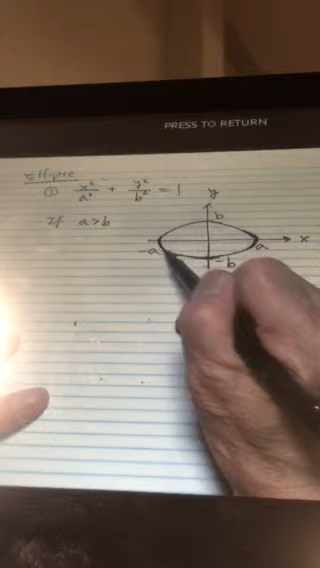 PRESS TO RETURN
Ellipse
① x²/a² + y²/b² = 1
If a>b
y
b
-a a x
-b